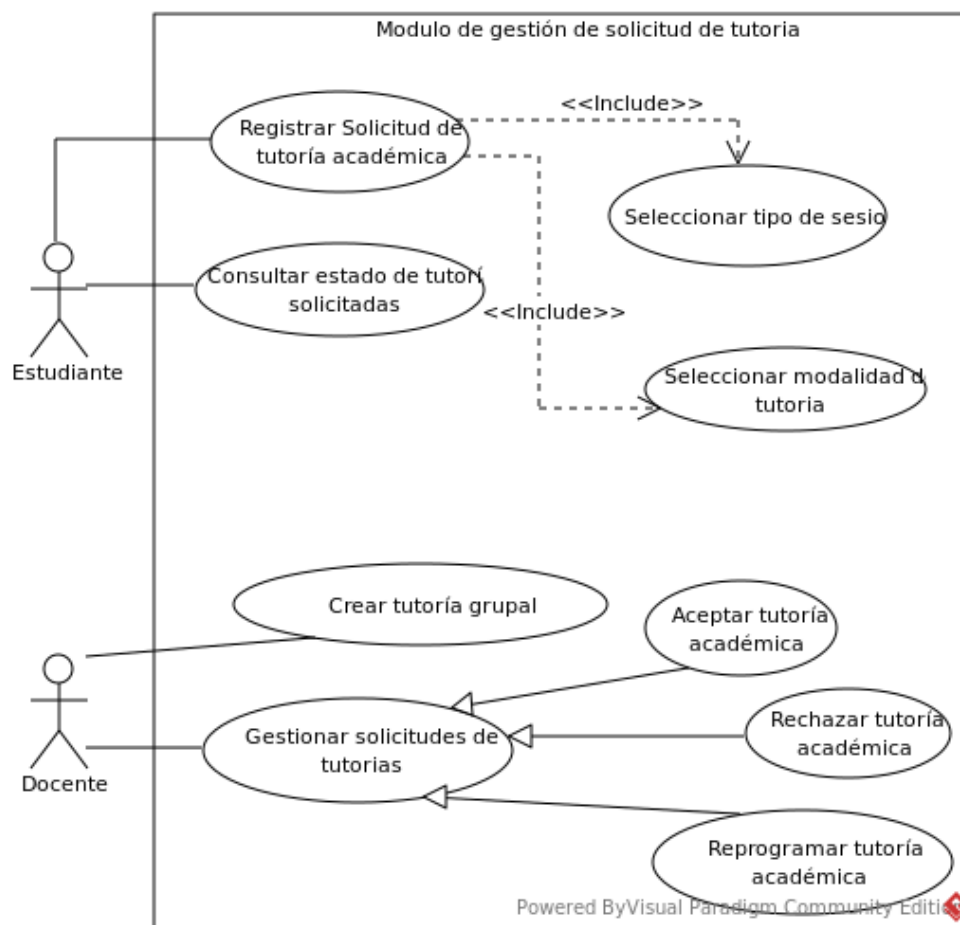 Modulo de gestión de solicitud de tutoria
<<Include>>
Registrar Solicitud de
tutoría académica
Seleccionar tipo de sesio
Consultar estado de tutorí
solicitadas
<<Include>>
Estudiante
Seleccionar modalidad d
tutoria
Crear tutoría grupal
Aceptar tutoría
académica
Rechazar tutoría
académica
Gestionar solicitudes de
tutorias
Docente
Reprogramar tutoría
académica
Powered ByVisual Paradigm Community Editio